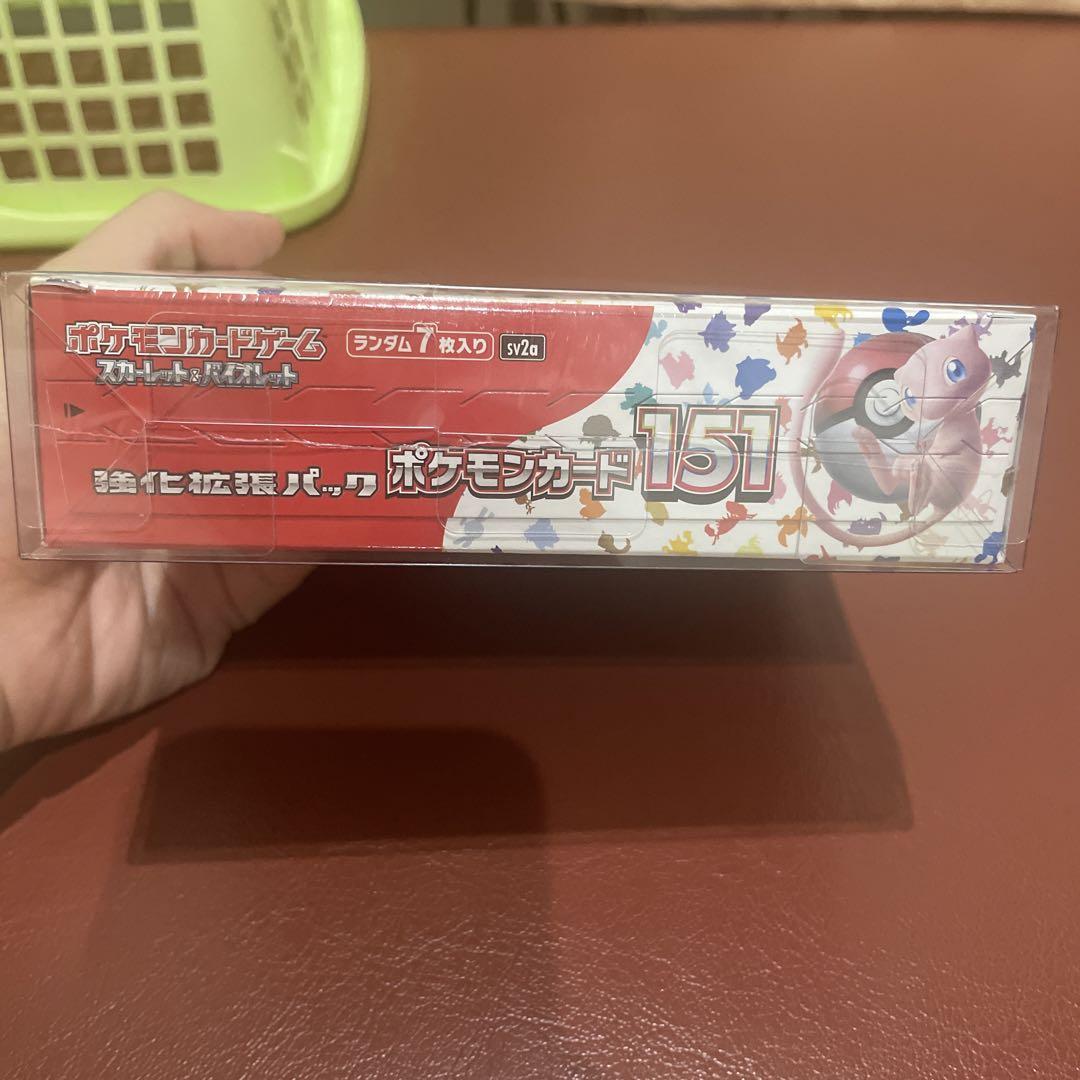 ポケモンカードゲーム
スカーレット&バイオレット
ランダム7枚入り sv2a
強化拡張パック ポケモンカード151